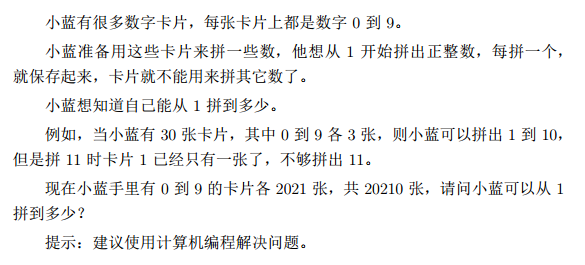 小蓝有很多数字卡片，每张卡片上都是数字 0 到 9。
小蓝准备用这些卡片来拼一些数，他想从 1 开始拼出正整数，每拼一个，
就保存起来，卡片就不能用来拼其它数了。
小蓝想知道自己能从 1 拼到多少。
例如，当小蓝有 30 张卡片，其中 0 到 9 各 3 张，则小蓝可以拼出 1 到 10，
但是拼 11 时卡片 1 已经只有一张了，不够拼出 11。
现在小蓝手里有 0 到 9 的卡片各 2021 张，共 20210 张，请问小蓝可以从 1
拼到多少？
提示：建议使用计算机编程解决问题。